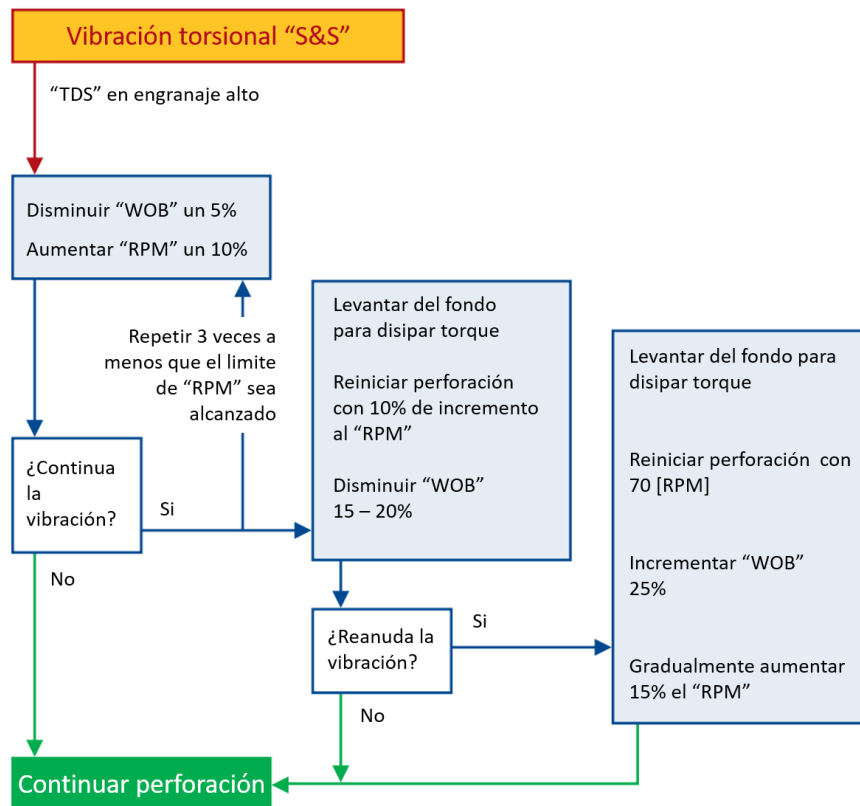 Vibración torsional “S&S”
“TDS” en engranaje alto
Disminuir “WOB” un 5%
Aumentar “RPM” un 10%
Repetir 3 veces a
menos que el limite
de “RPM” sea
alcanzado
¿Continua
la
vibración?
Si
No
Levantar del fondo
para disipar torque
Reiniciar perforación
con 10% de incremento
al “RPM”
Disminuir “WOB”
15 – 20%
¿Reanuda la
vibración?
Si
No
Levantar del fondo para
disipar torque
Reiniciar perforación con
70 [RPM]
Incrementar “WOB”
25%
Gradualmente aumentar
15% el “RPM”
Continuar perforación